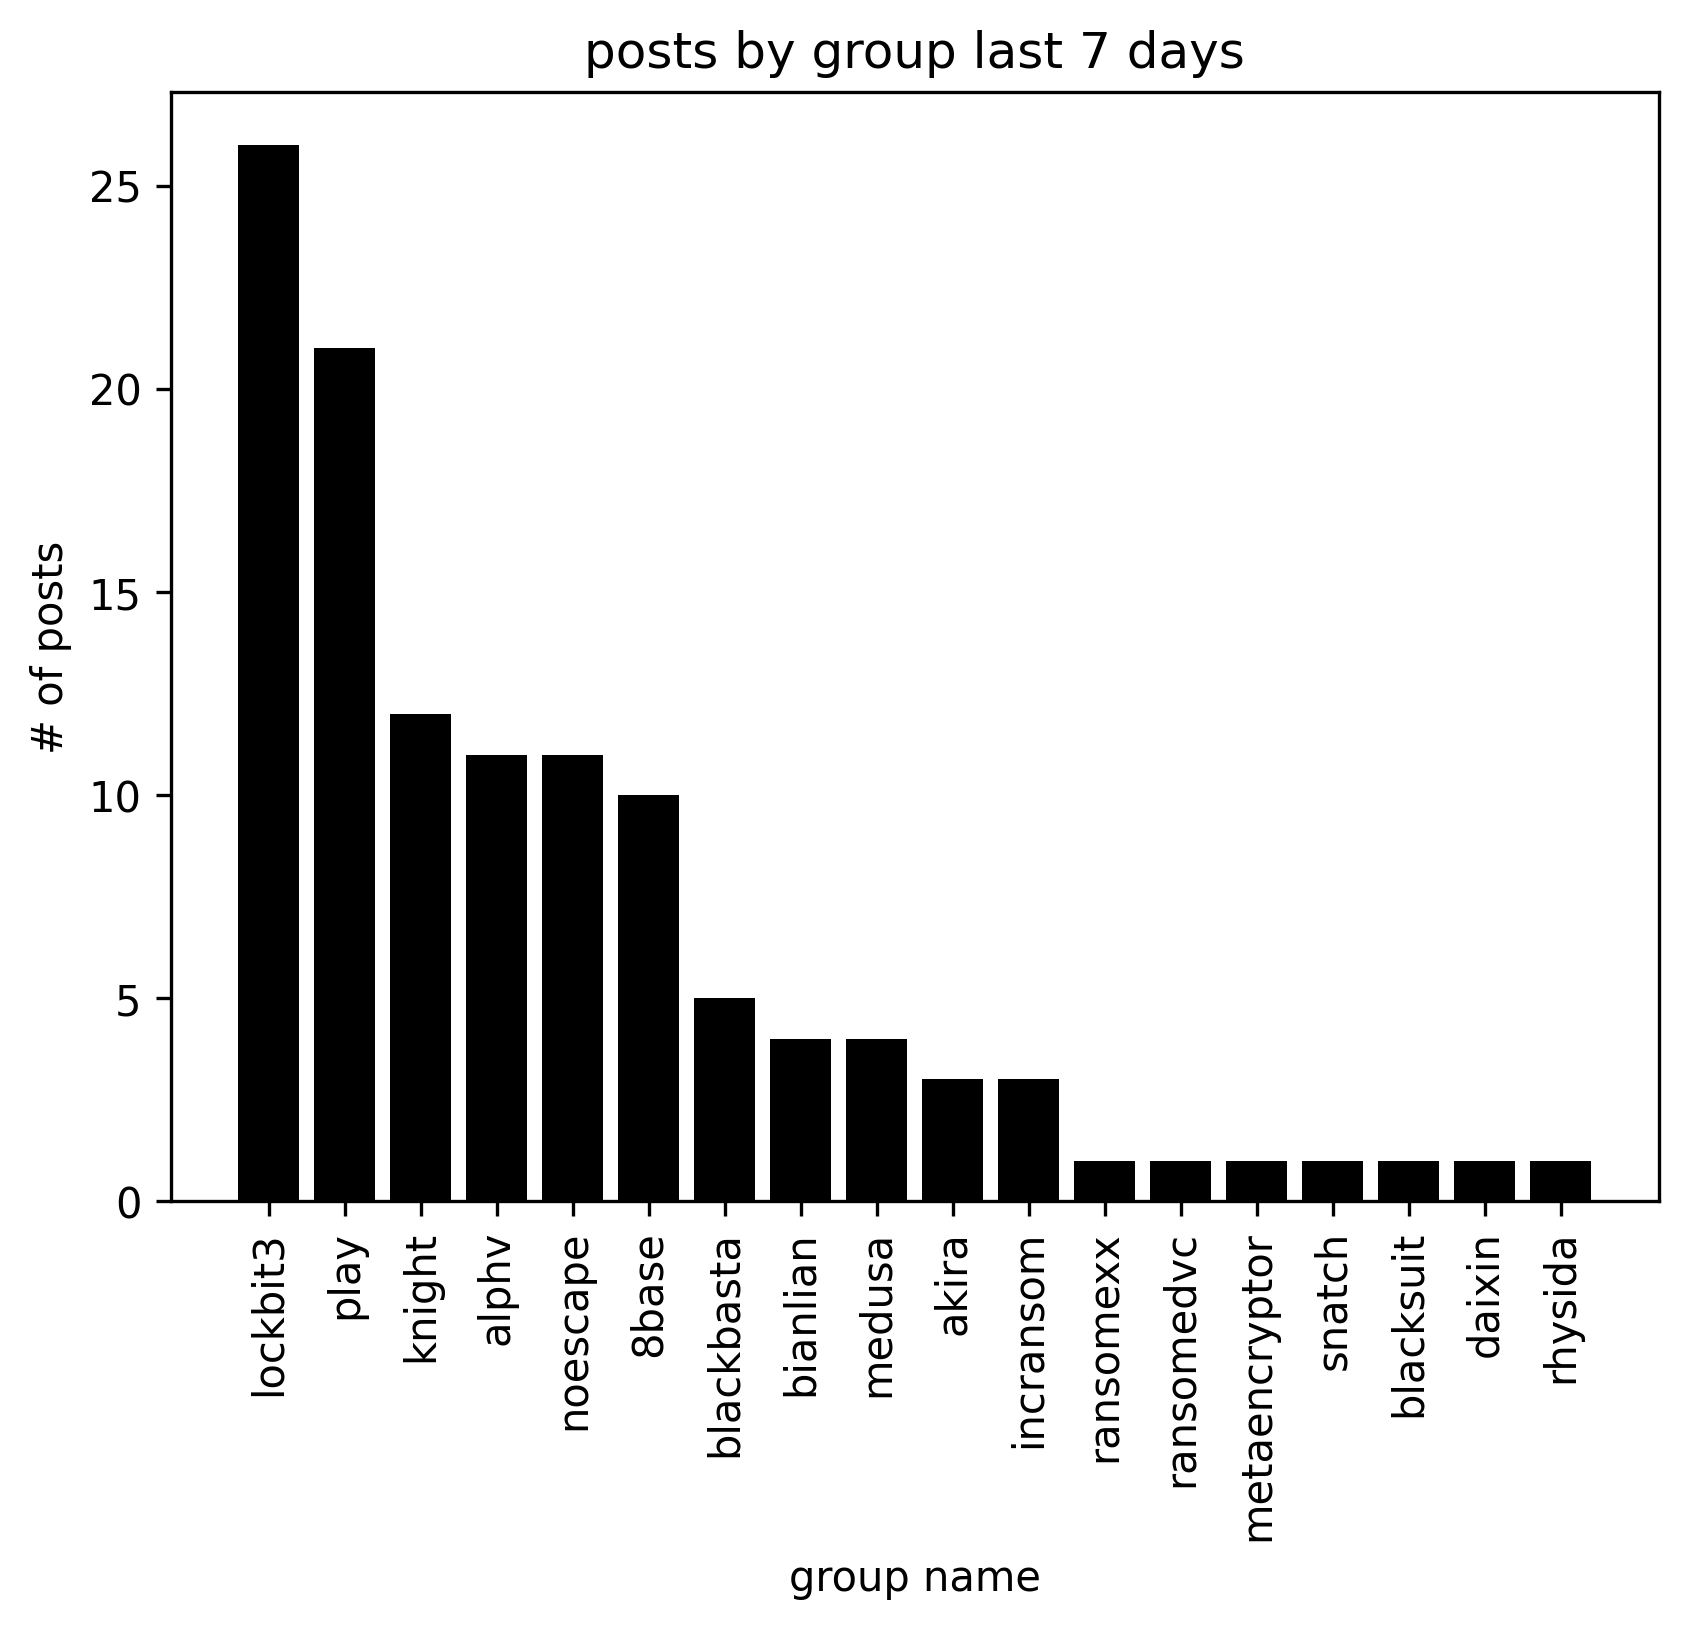 posts by group last 7 days
# of posts
25
20
15
10
5
0
lockbit3
play
knight
alphv
noescape
8base
blackbasta
bianlian
medusa
akira
incransom
ransomexx
ransomedvc
metaencryptor
snatch
blacksuit
daixin
rhysida
group name